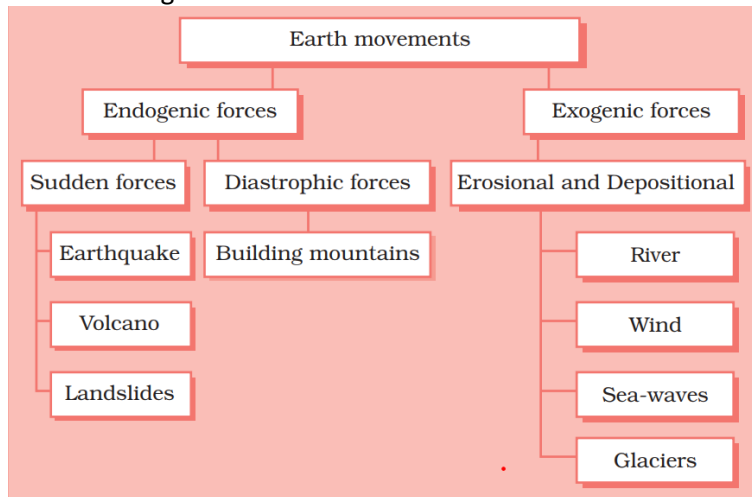 Earth movements
Endogenic forces
Exogenic forces
Sudden forces
Diastrophic forces
Erosional and Depositional
Earthquake
Building mountains
River
Volcano
Wind
Landslides
Sea-waves
Glaciers